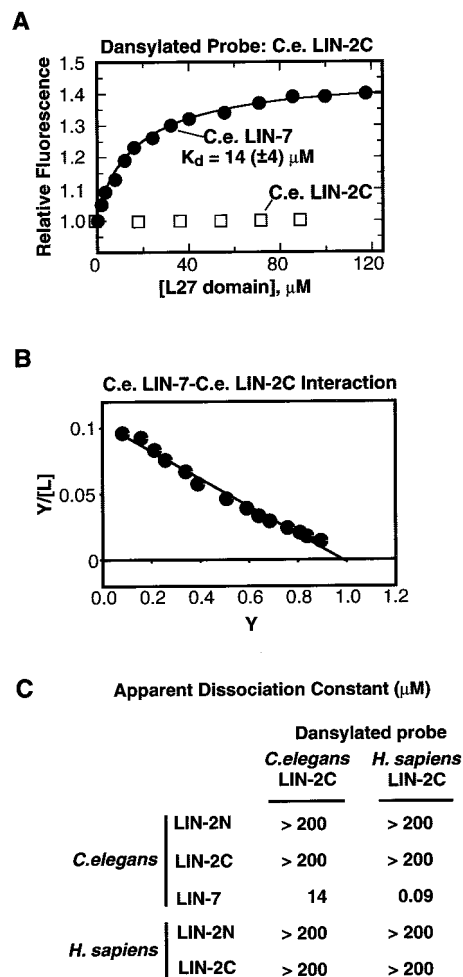 A
Dansylated Probe: C.e. LIN-2C
1.5
1.4
1.3
1.2
1.1
1.0
Relative Fluorescence
C.e. LIN-7
Kd = 14 (±4) μM
C.e. LIN-2C
0 40 80 120
[L27 domain], μM
B
C.e. LIN-7-C.e. LIN-2C Interaction
0.1
0.05
0
Y/[L]
0.0 0.2 0.4 0.6 0.8 1.0 1.2
Y
C Apparent Dissociation Constant (μM)
Dansylated probe
C.elegans H. sapiens
LIN-2C LIN-2C
C.elegans
LIN-2N > 200 > 200
LIN-2C > 200 > 200
LIN-7 14 0.09
H. sapiens
LIN-2N > 200 > 200
LIN-2C > 200 > 200